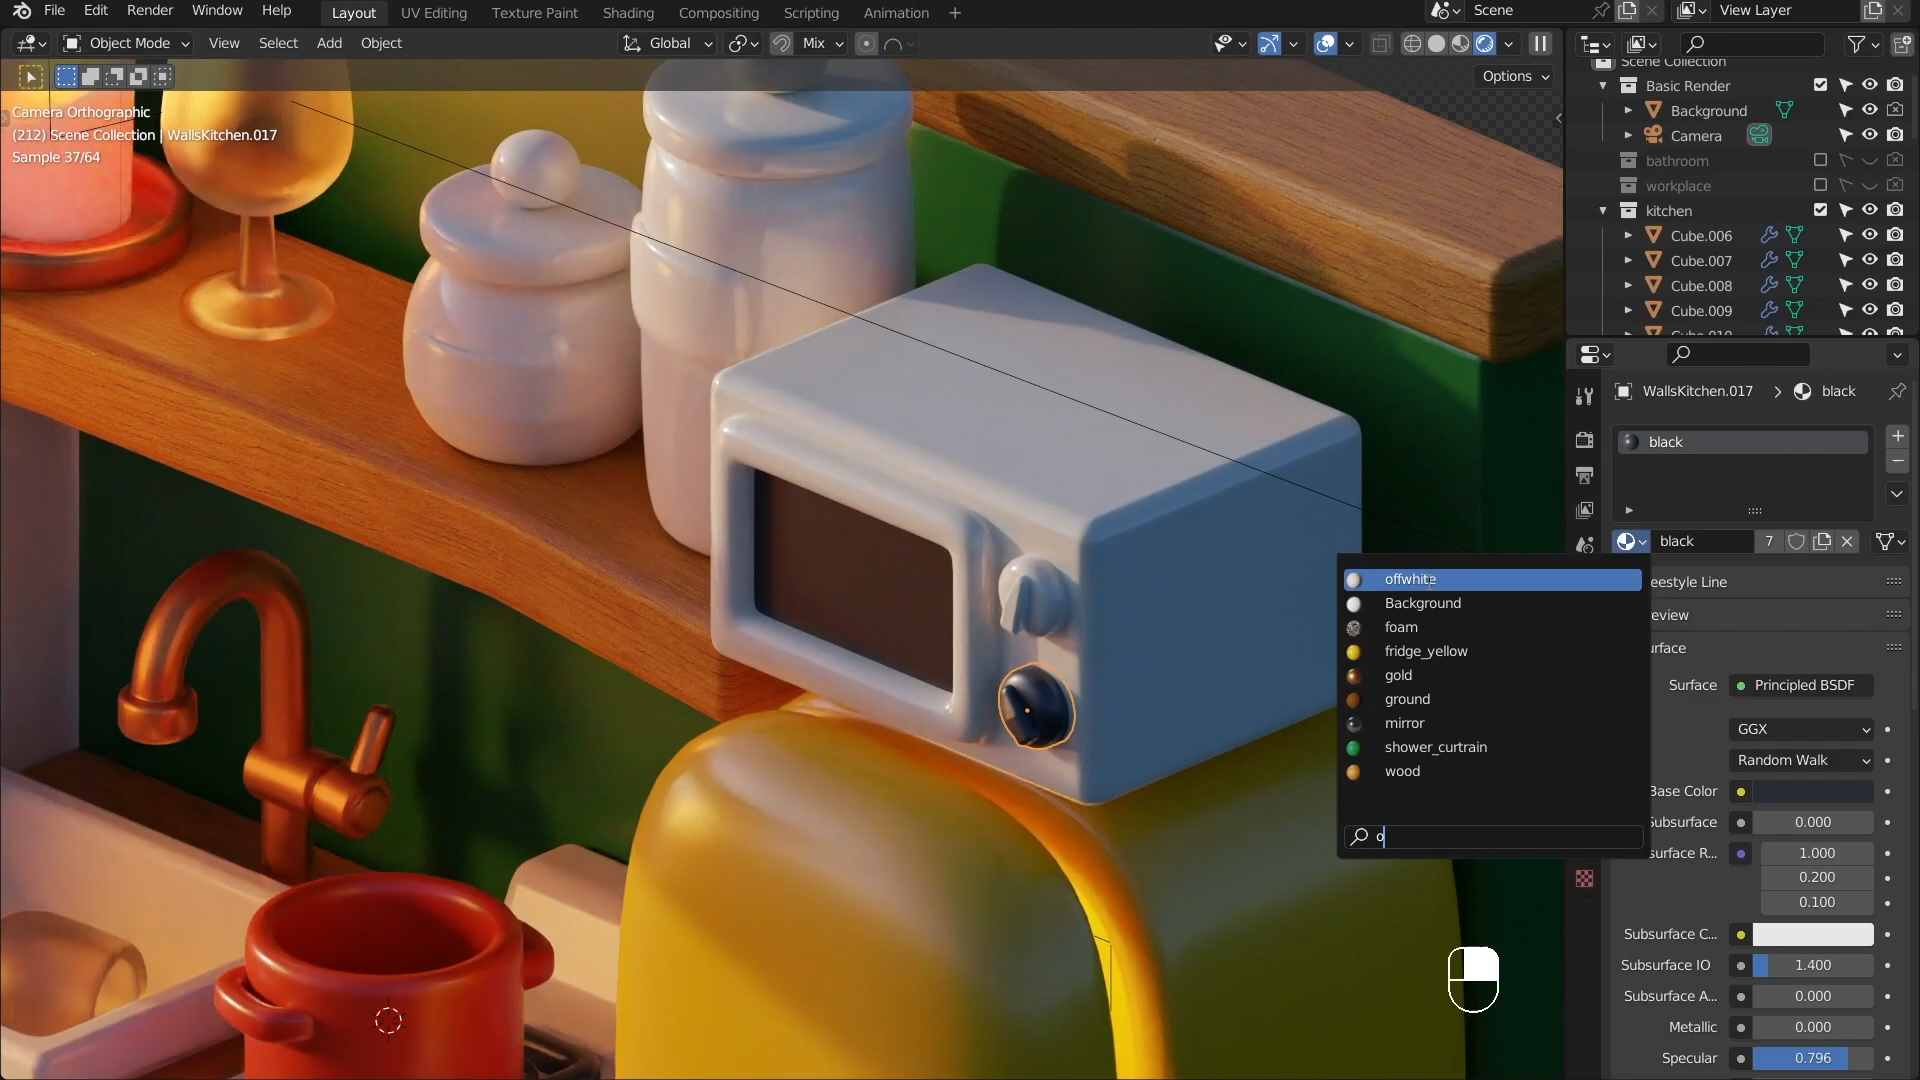 File Edit Render Window Help Layout UV Editing Texture Paint Shading Compositing Scripting Animation + Scene View Layer
Object Mode View Select Add Object Global Mix
Options
Camera Orthographic
(212) Scene Collection | WallsKitchen.017
Sample 37/64
Scene Collection
Basic Render
Background
Camera
bathroom
workplace
kitchen
Cube.006
Cube.007
Cube.008
Cube.009
Cube.010
WallsKitchen.017 > black
black
black 7
offwhite
Background
foam
fridge_yellow
gold
ground
mirror
shower_curtrain
wood
o
eestyle Line
eview
urface
Surface Principled BSDF
GGX
Random Walk
Base Color
Subsurface 0.000
surface R... 1.000
0.200
0.100
Subsurface C...
Subsurface IO 1.400
Subsurface A... 0.000
Metallic 0.000
Specular 0.796